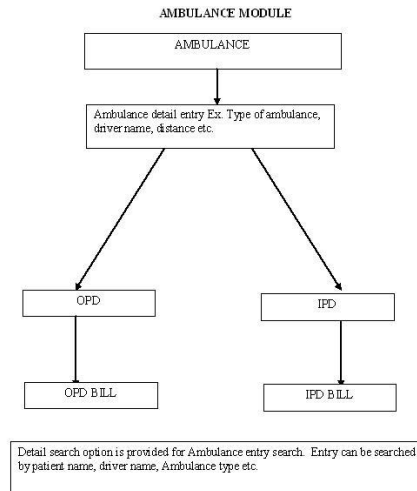 AMBULANCE MODULE
AMBULANCE
Ambulance detail entry Ex. Type of ambulance,
driver name, distance etc.
OPD
IPD
OPD BILL
IPD BILL
Detail search option is provided for Ambulance entry search. Entry can be searched
by patient name, driver name, Ambulance type etc.